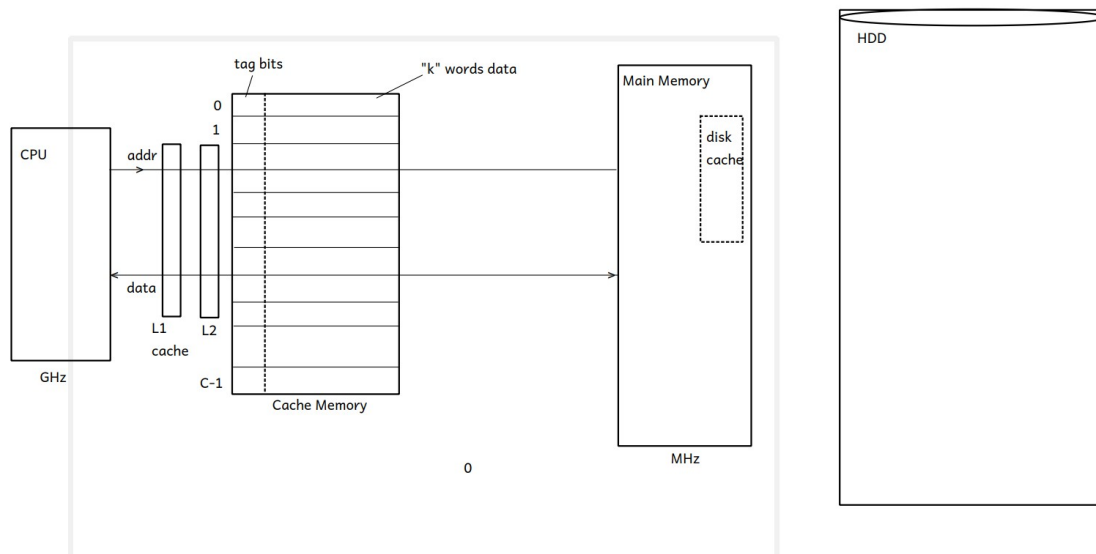 HDD
tag bits
"k" words data
Main Memory
0
1
CPU
addr
disk
cache
data
L1
cache
L2
GHz
C-1
Cache Memory
MHz
0